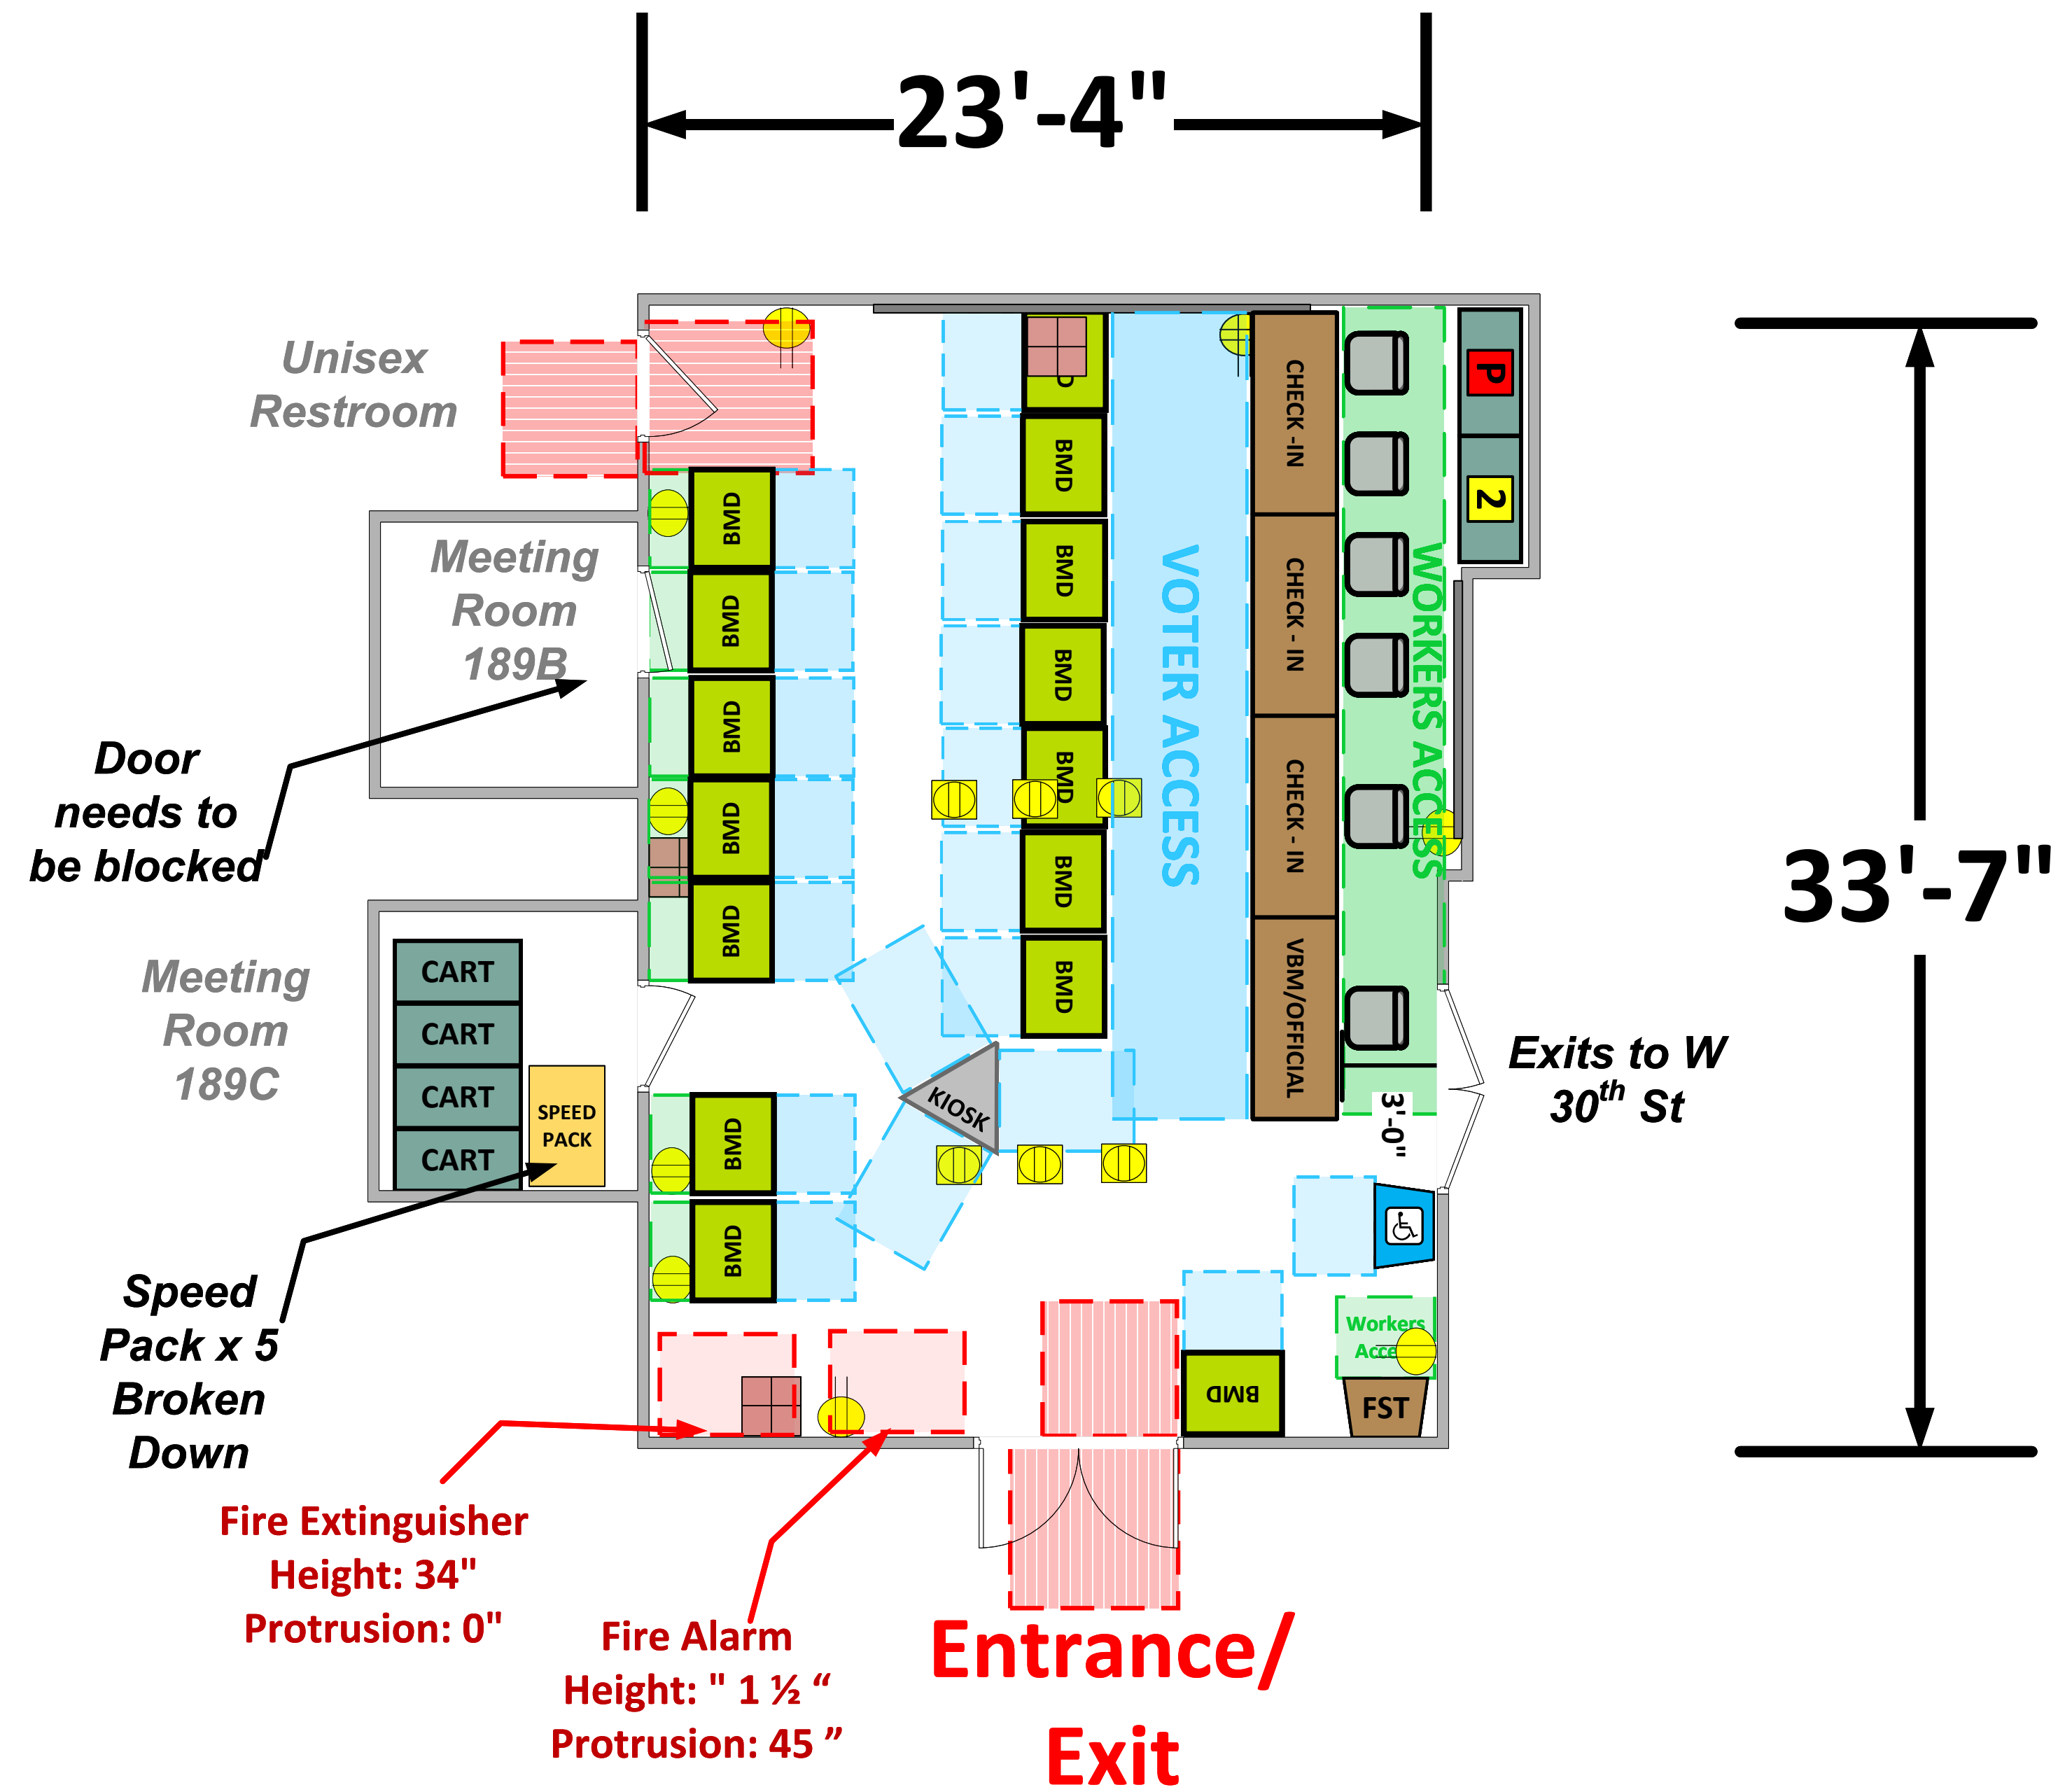 23'-4"
33'-7"
Unisex
Restroom
Meeting
Room
189B
Door
needs to
be blocked
Meeting
Room
189C
CART
CART
CART
CART
SPEED
PACK
Speed
Pack x 5
Broken
Down
BMD
BMD
BMD
BMD
BMD
BMD
BMD
D
BMD
BMD
BMD
BMD
BMD
BMD
KIOSK
VOTER ACCESS
CHECK -IN
CHECK - IN
CHECK - IN
VBM/OFFICIAL
WORKERS ACCESS
P
2
3'-0"
Exits to W
30th St
Workers
Acce
FST
BMD
Fire Extinguisher
Height: 34"
Protrusion: 0"
Fire Alarm
Height: " 1 ½ “
Protrusion: 45 ”
Entrance/
Exit